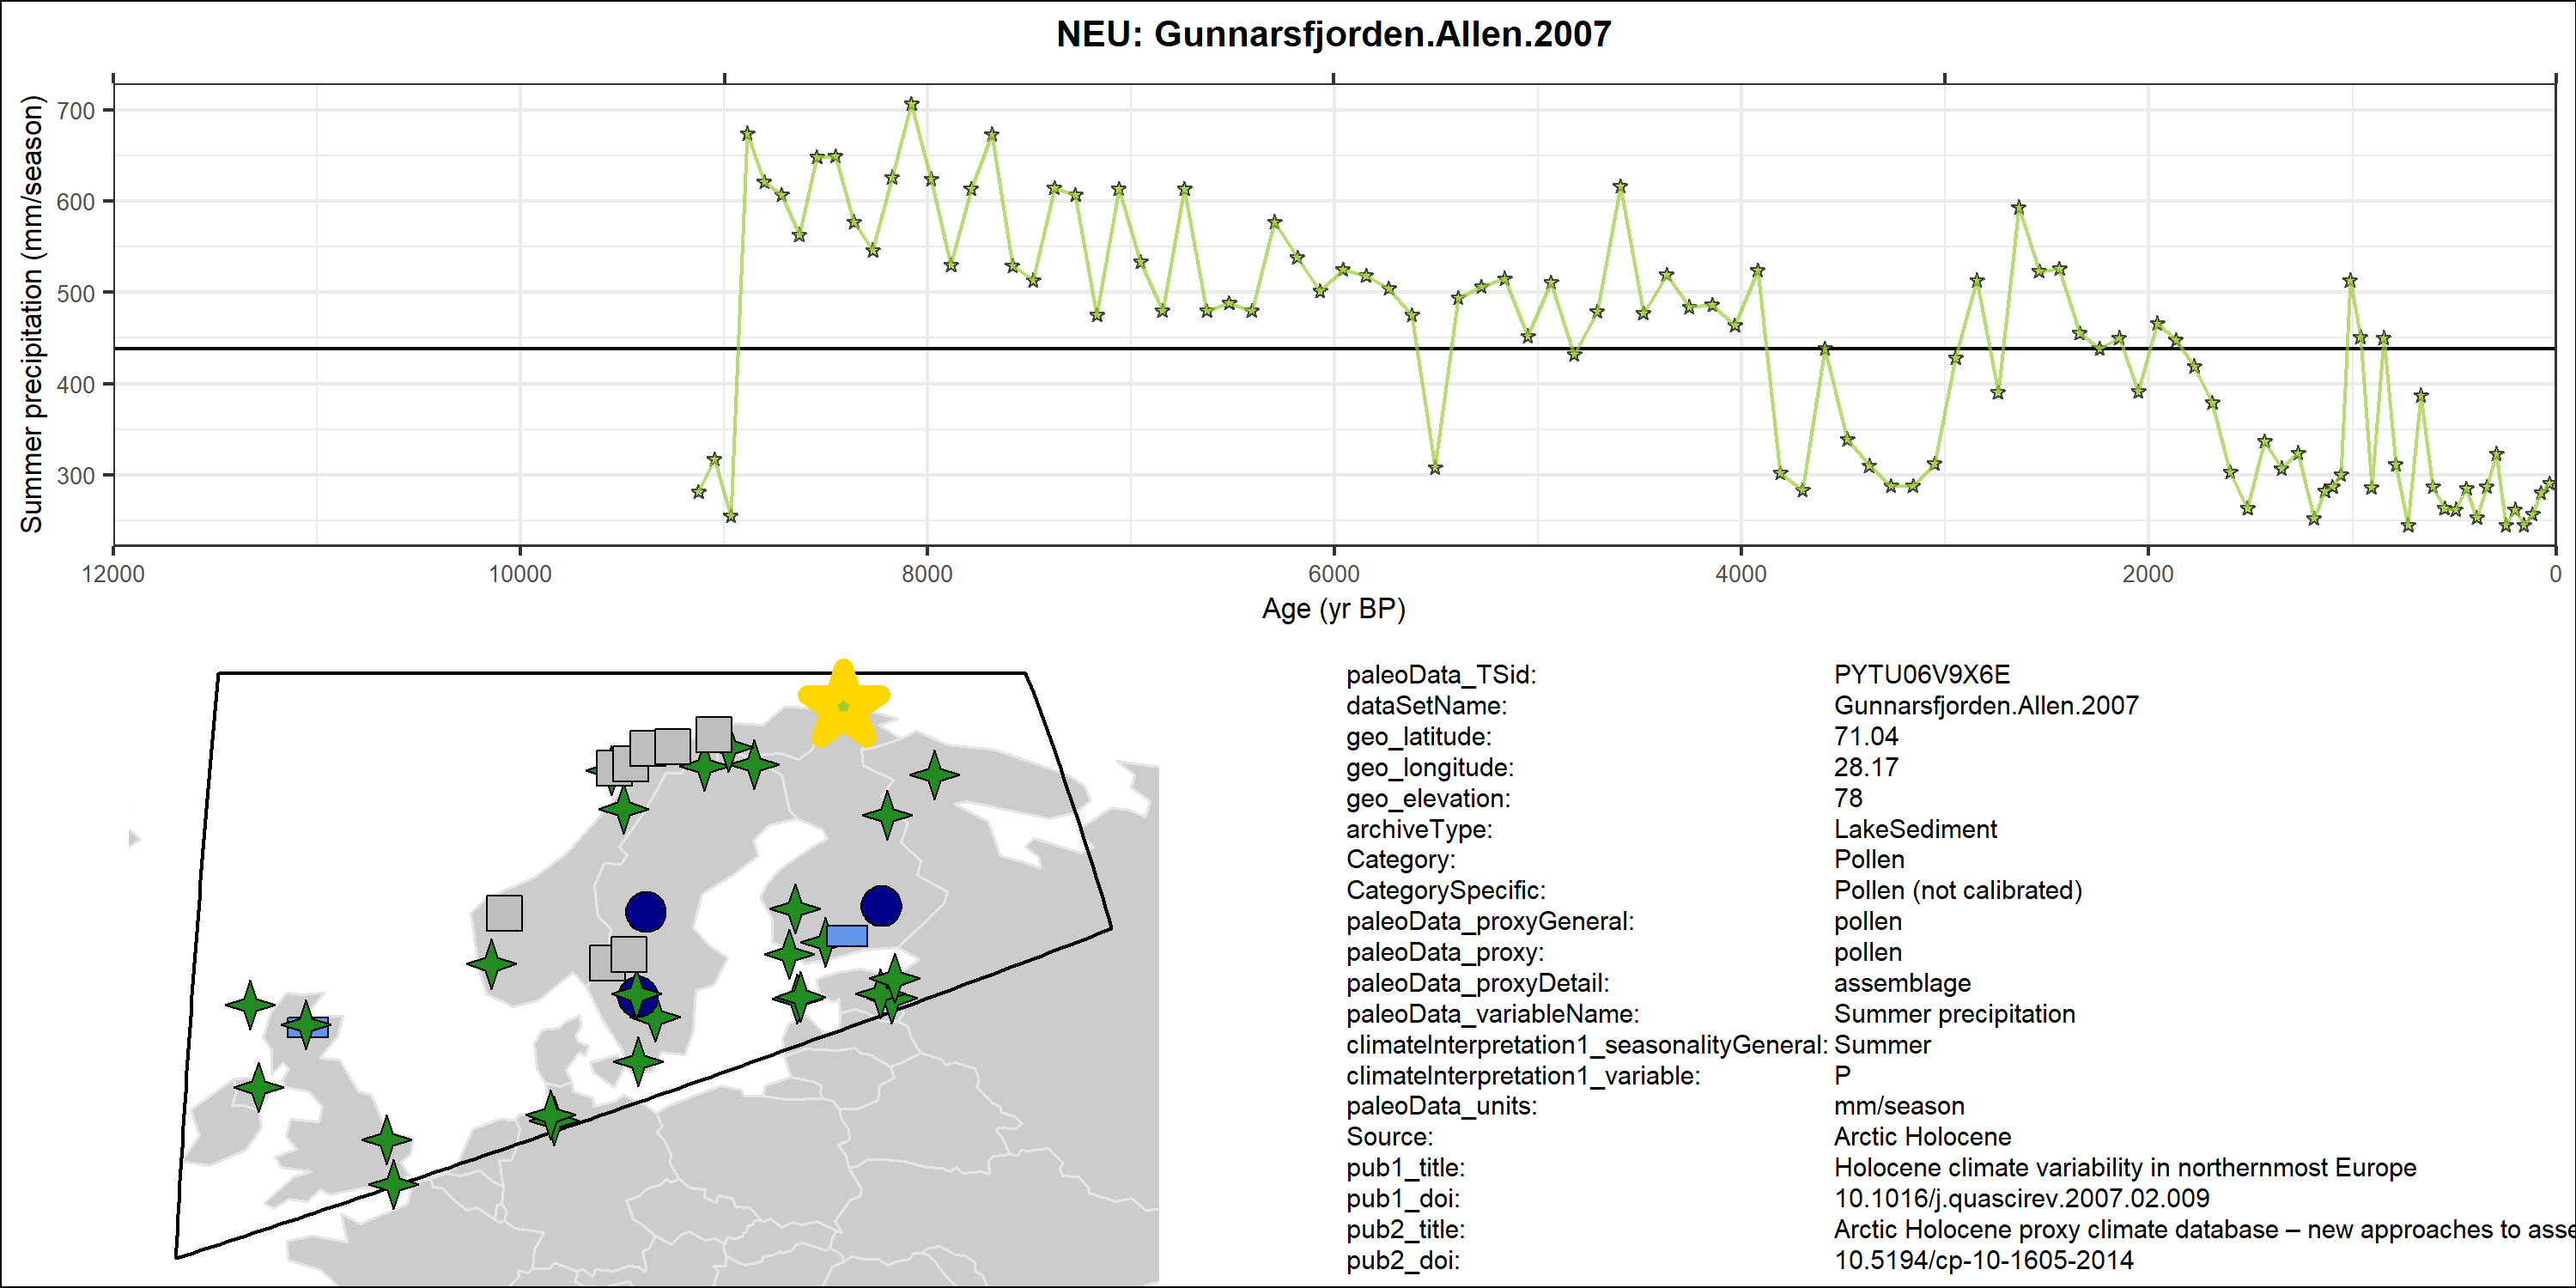 NEU: Gunnarsfjorden.Allen.2007
Summer precipitation (mm/season)
700
600
500
400
300
12000 10000 8000 6000 4000 2000 0
Age (yr BP)
paleoData_TSid: PYTU06V9X6E
dataSetName: Gunnarsfjorden.Allen.2007
geo_latitude: 71.04
geo_longitude: 28.17
geo_elevation: 78
archiveType: LakeSediment
Category: Pollen
CategorySpecific: Pollen (not calibrated)
paleoData_proxyGeneral: pollen
paleoData_proxy: pollen
paleoData_proxyDetail: assemblage
paleoData_variableName: Summer precipitation
climateInterpretation1_seasonalityGeneral: Summer
climateInterpretation1_variable: P
paleoData_units: mm/season
Source: Arctic Holocene
pub1_title: Holocene climate variability in northernmost Europe
pub1_doi: 10.1016/j.quascirev.2007.02.009
pub2_title: Arctic Holocene proxy climate database – new approaches to asse
pub2_doi: 10.5194/cp-10-1605-2014